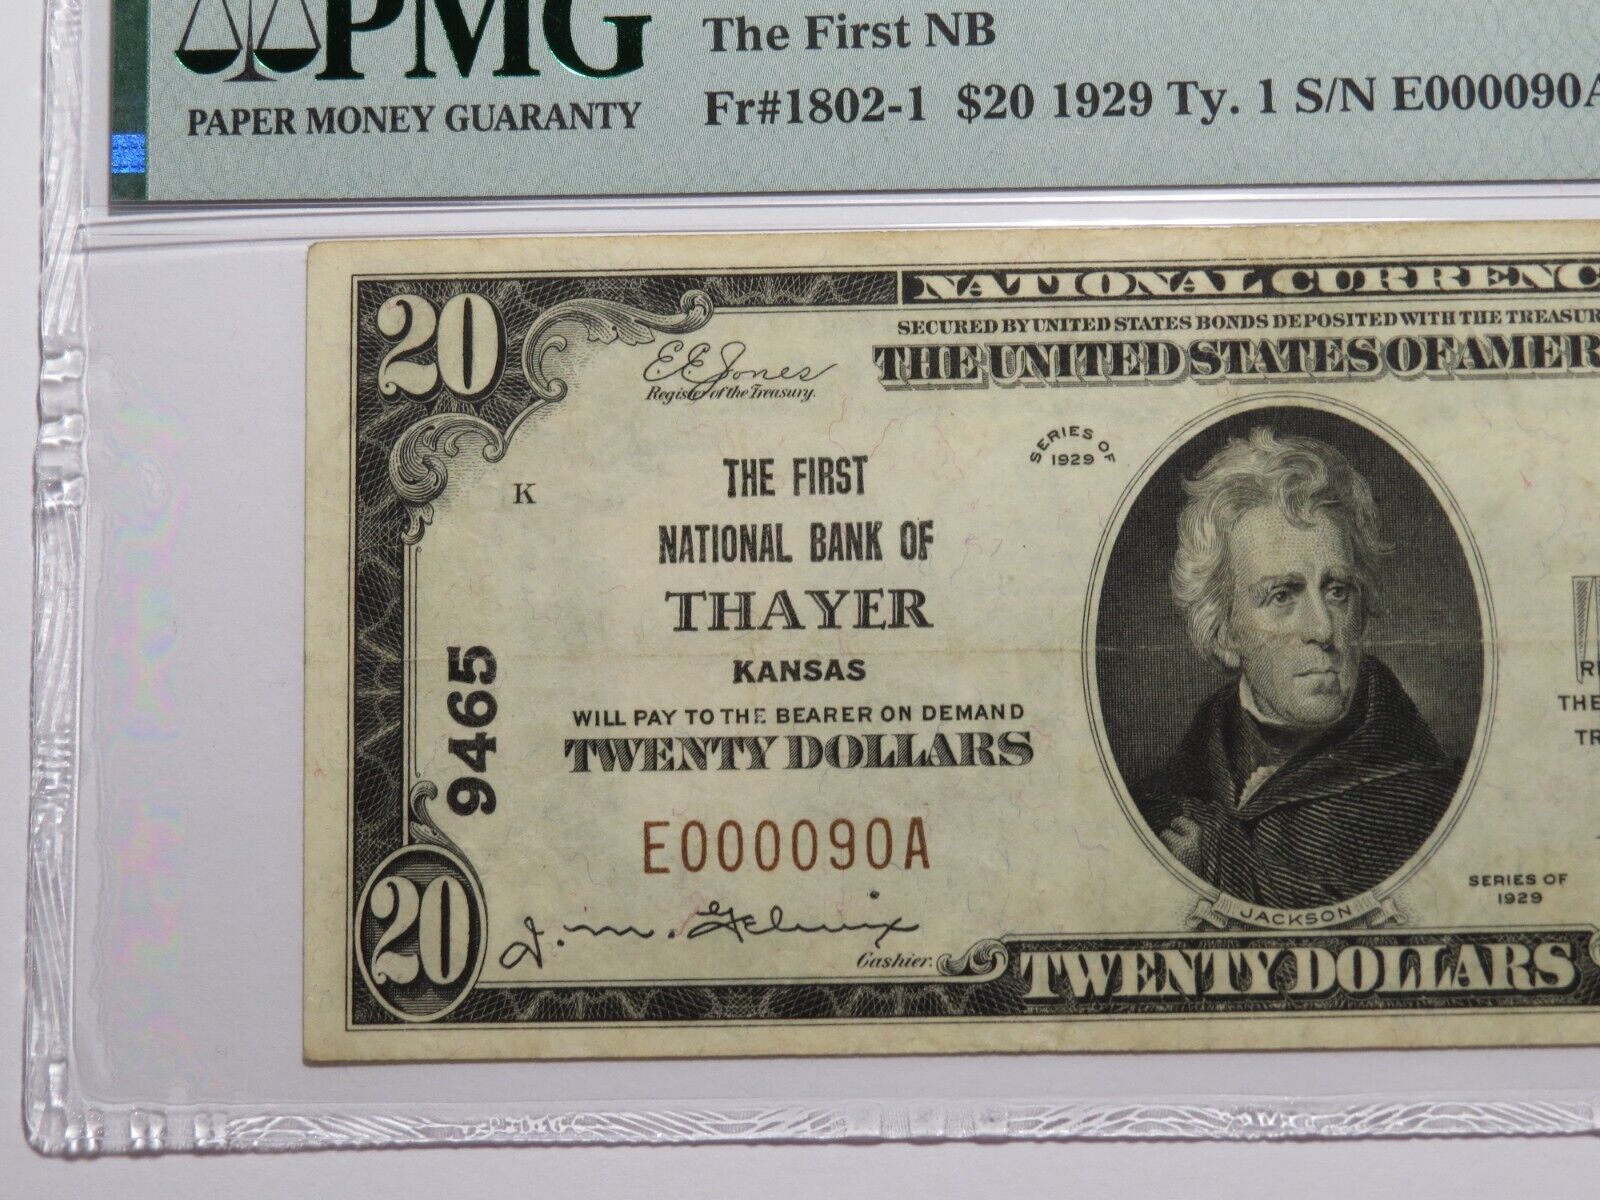 PMG
PAPER MONEY GUARANTY
The First NB
Fr#1802-1 $20 1929 Ty. 1 S/N E000090A
20
NATIONAL CURRENC
SECURED BY UNITED STATES BONDS DEPOSITED WITH THE TREASUR
THE UNITED STATES OF AMER
E.E. Jones
Register of the Treasury.
SERIES OF
1929
K
THE FIRST
NATIONAL BANK OF
THAYER
KANSAS
WILL PAY TO THE BEARER ON DEMAND
TWENTY DOLLARS
9465
E000090A
R
THE
TR
SERIES OF
1929
JACKSON
20
Cashier.
TWENTY DOLLARS